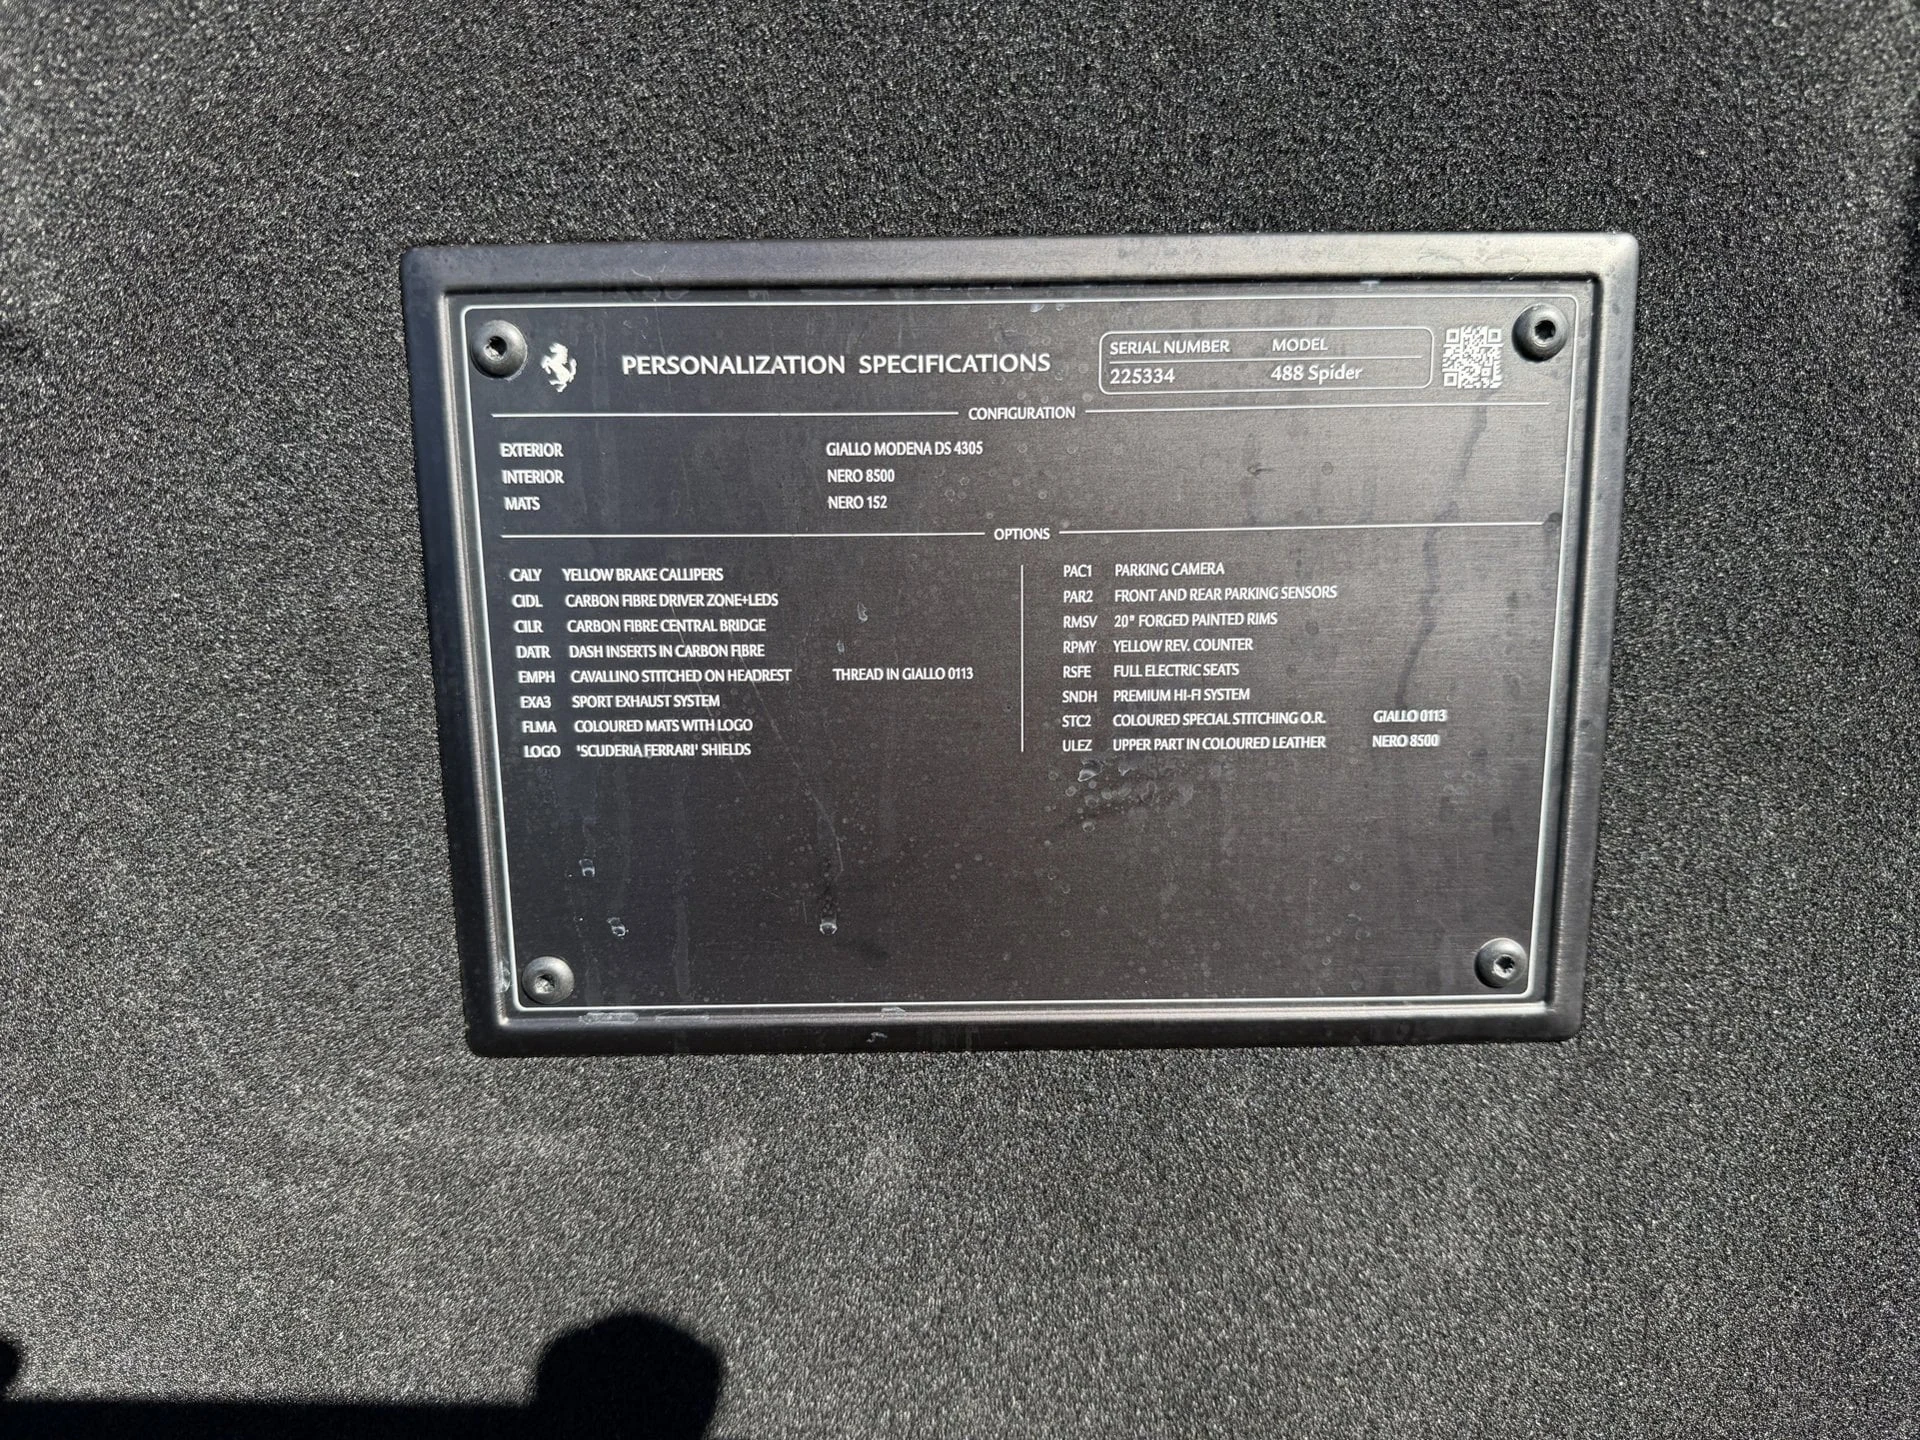 PERSONALIZATION SPECIFICATIONS
SERIAL NUMBER MODEL
225334 488 Spider
CONFIGURATION
EXTERIOR GIALLO MODENA DS 4305
INTERIOR NERO 8500
MATS NERO 152
OPTIONS
CALY YELLOW BRAKE CALLIPERS
CIDL CARBON FIBRE DRIVER ZONE+LEDS
CILR CARBON FIBRE CENTRAL BRIDGE
DATR DASH INSERTS IN CARBON FIBRE
EMPH CAVALLINO STITCHED ON HEADREST THREAD IN GIALLO 0113
EXA3 SPORT EXHAUST SYSTEM
FLMA COLOURED MATS WITH LOGO
LOGO 'SCUDERIA FERRARI' SHIELDS
PAC1 PARKING CAMERA
PAR2 FRONT AND REAR PARKING SENSORS
RMSV 20" FORGED PAINTED RIMS
RPMY YELLOW REV. COUNTER
RSFE FULL ELECTRIC SEATS
SNDH PREMIUM HI-FI SYSTEM
STC2 COLOURED SPECIAL STITCHING O.R. GIALLO 0113
ULEZ UPPER PART IN COLOURED LEATHER NERO 8500